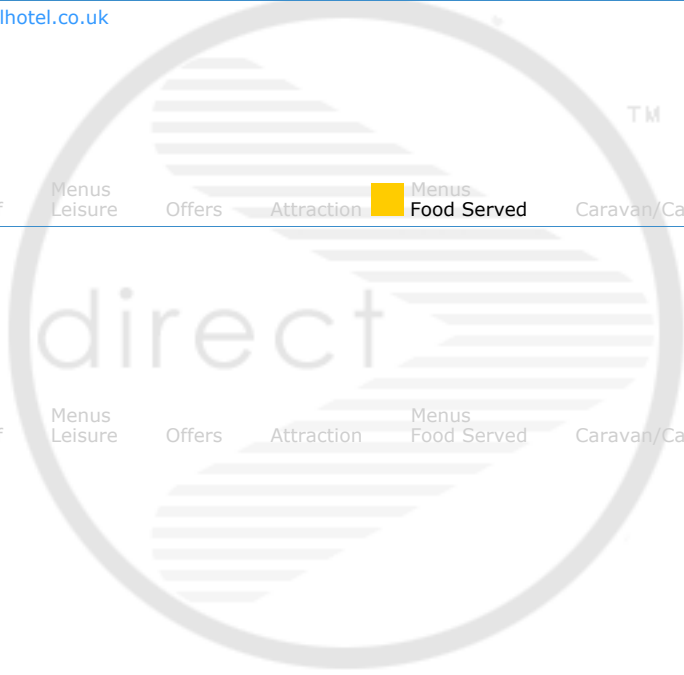 lhotel.co.uk
TM
Menus Menus
f Leisure Offers Attraction Food Served Caravan/Ca
direct
Menus Menus
f Leisure Offers Attraction Food Served Caravan/Ca